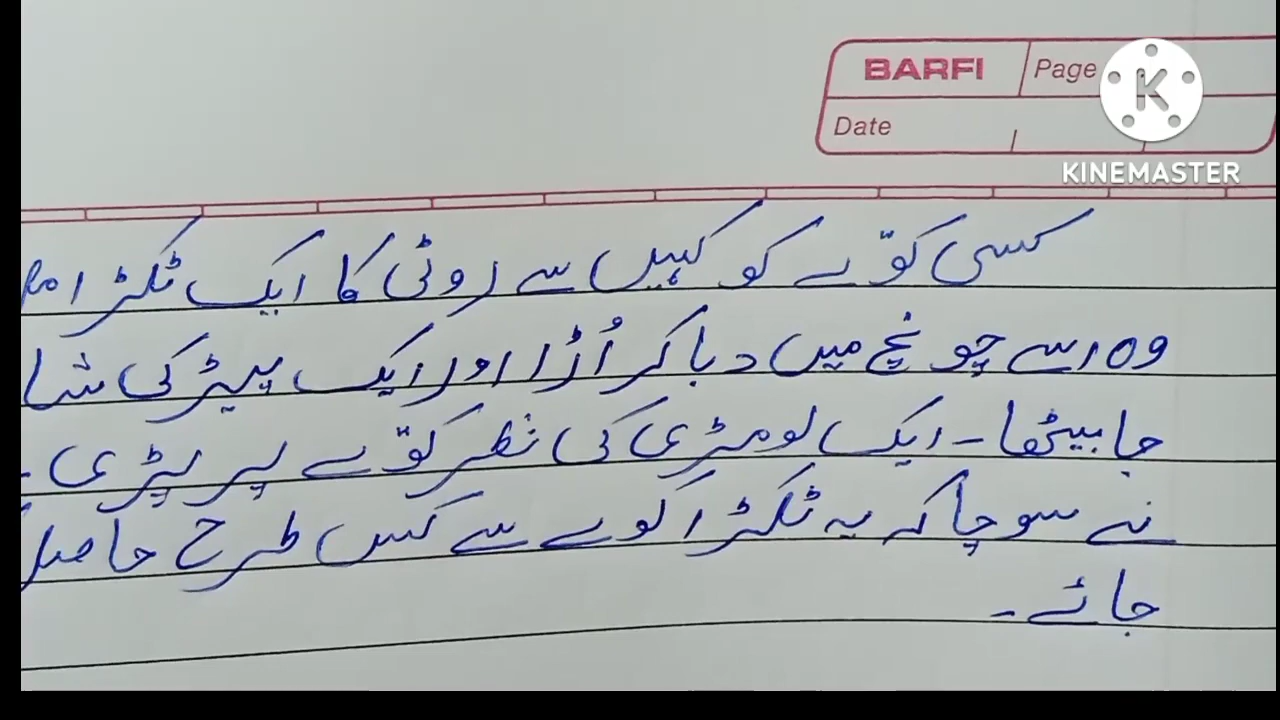 BARFI Page
Date
KINEMASTER
کسی کوّے کو کہیں سے روٹی کا ایک ٹکڑا
وہ اسے چونچ میں دبا کر اُڑا اور ایک پیڑ کی
جا بیٹھا۔ ایک لومڑی کی نظر کوّے پر پڑی۔
نے سوچا کہ یہ ٹکڑا کوے سے کس طرح حاصل
جائے۔